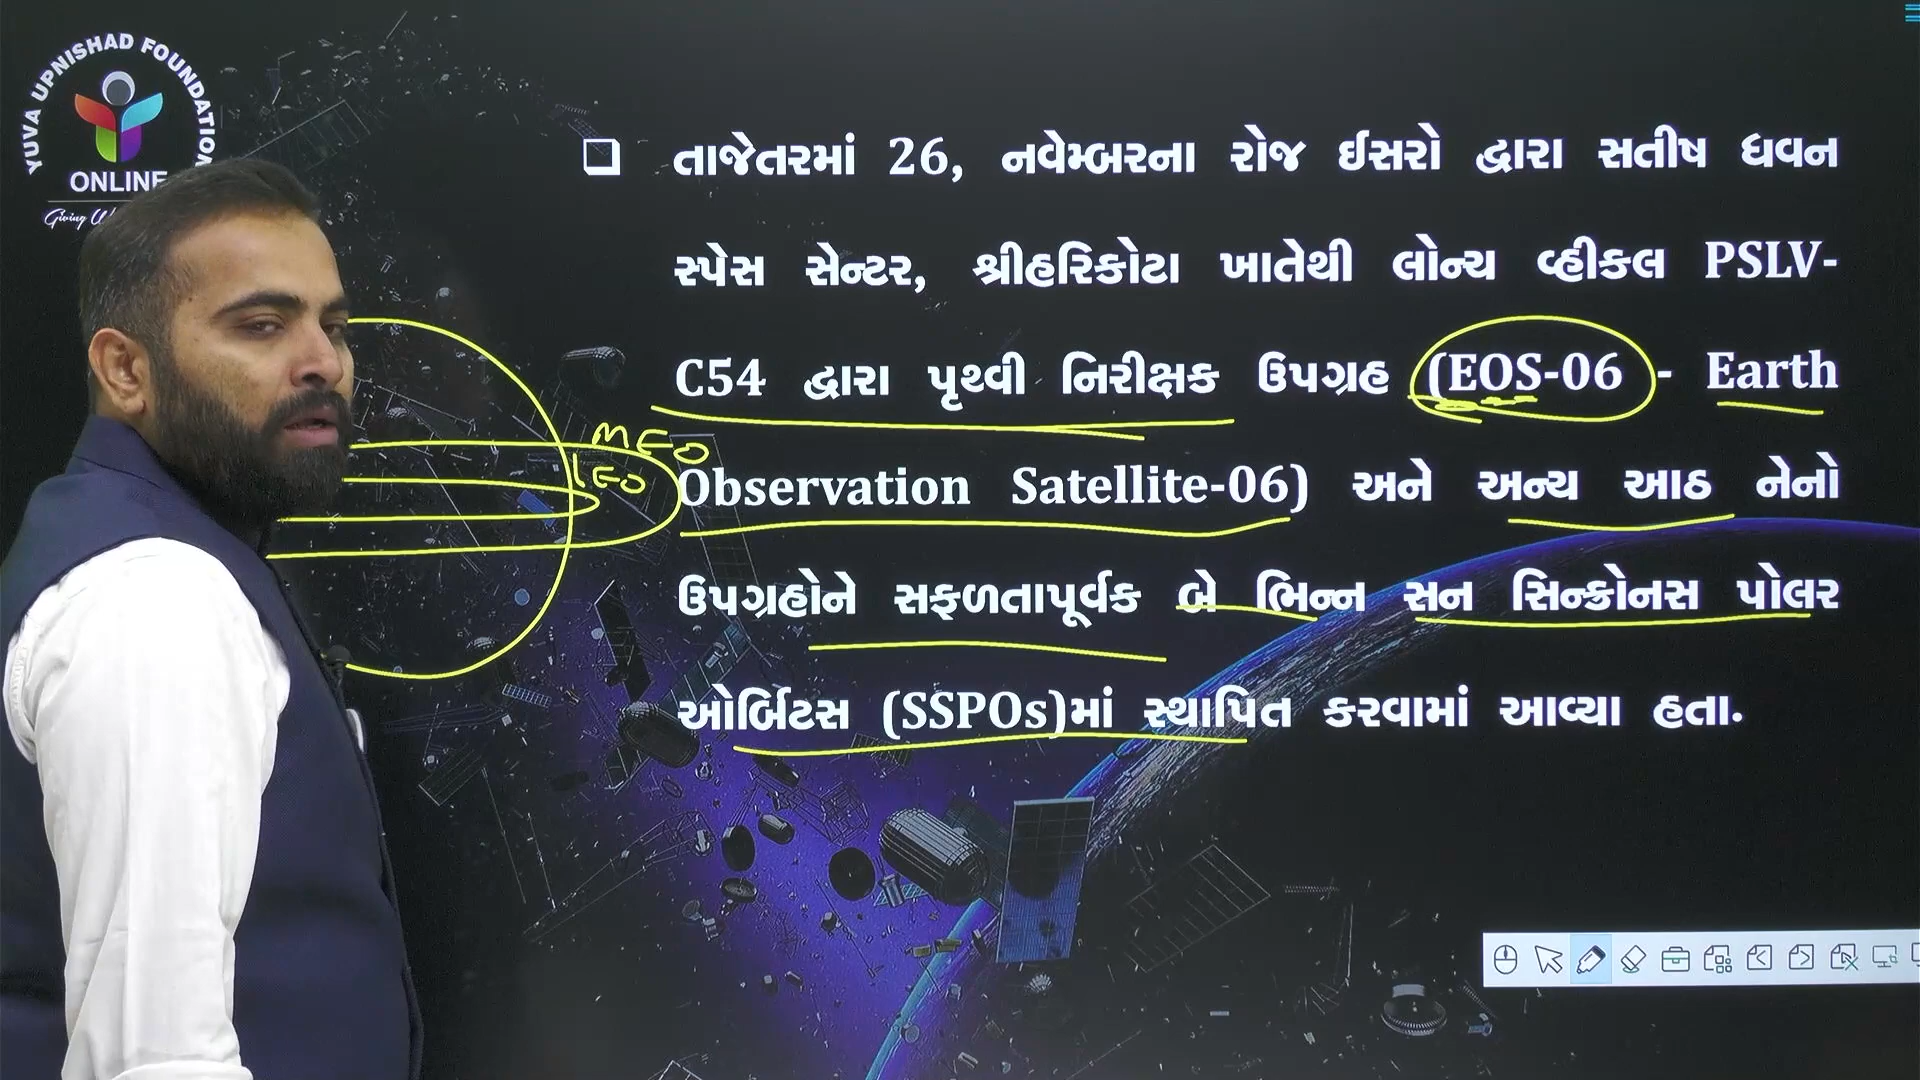 YUVA UPNISHAD FOUNDATION
ONLINE
Giving
તાજેતરમાં 26, નવેમ્બરના રોજ ઈસરો દ્વારા સતીષ ધવન
સ્પેસ સેન્ટર, શ્રીહરિકોટા ખાતેથી લોન્ચ વ્હીકલ PSLV-
C54 દ્વારા પૃથ્વી નિરીક્ષક ઉપગ્રહ (EOS-06 - Earth
MEO
LEO
Observation Satellite-06) અને અન્ય આઠ નેનો
ઉપગ્રહોને સફળતાપૂર્વક બે ભિન્ન સન સિન્ક્રોનસ પોલર
ઓર્બિટસ (SSPOs)માં સ્થાપિત કરવામાં આવ્યા હતા.